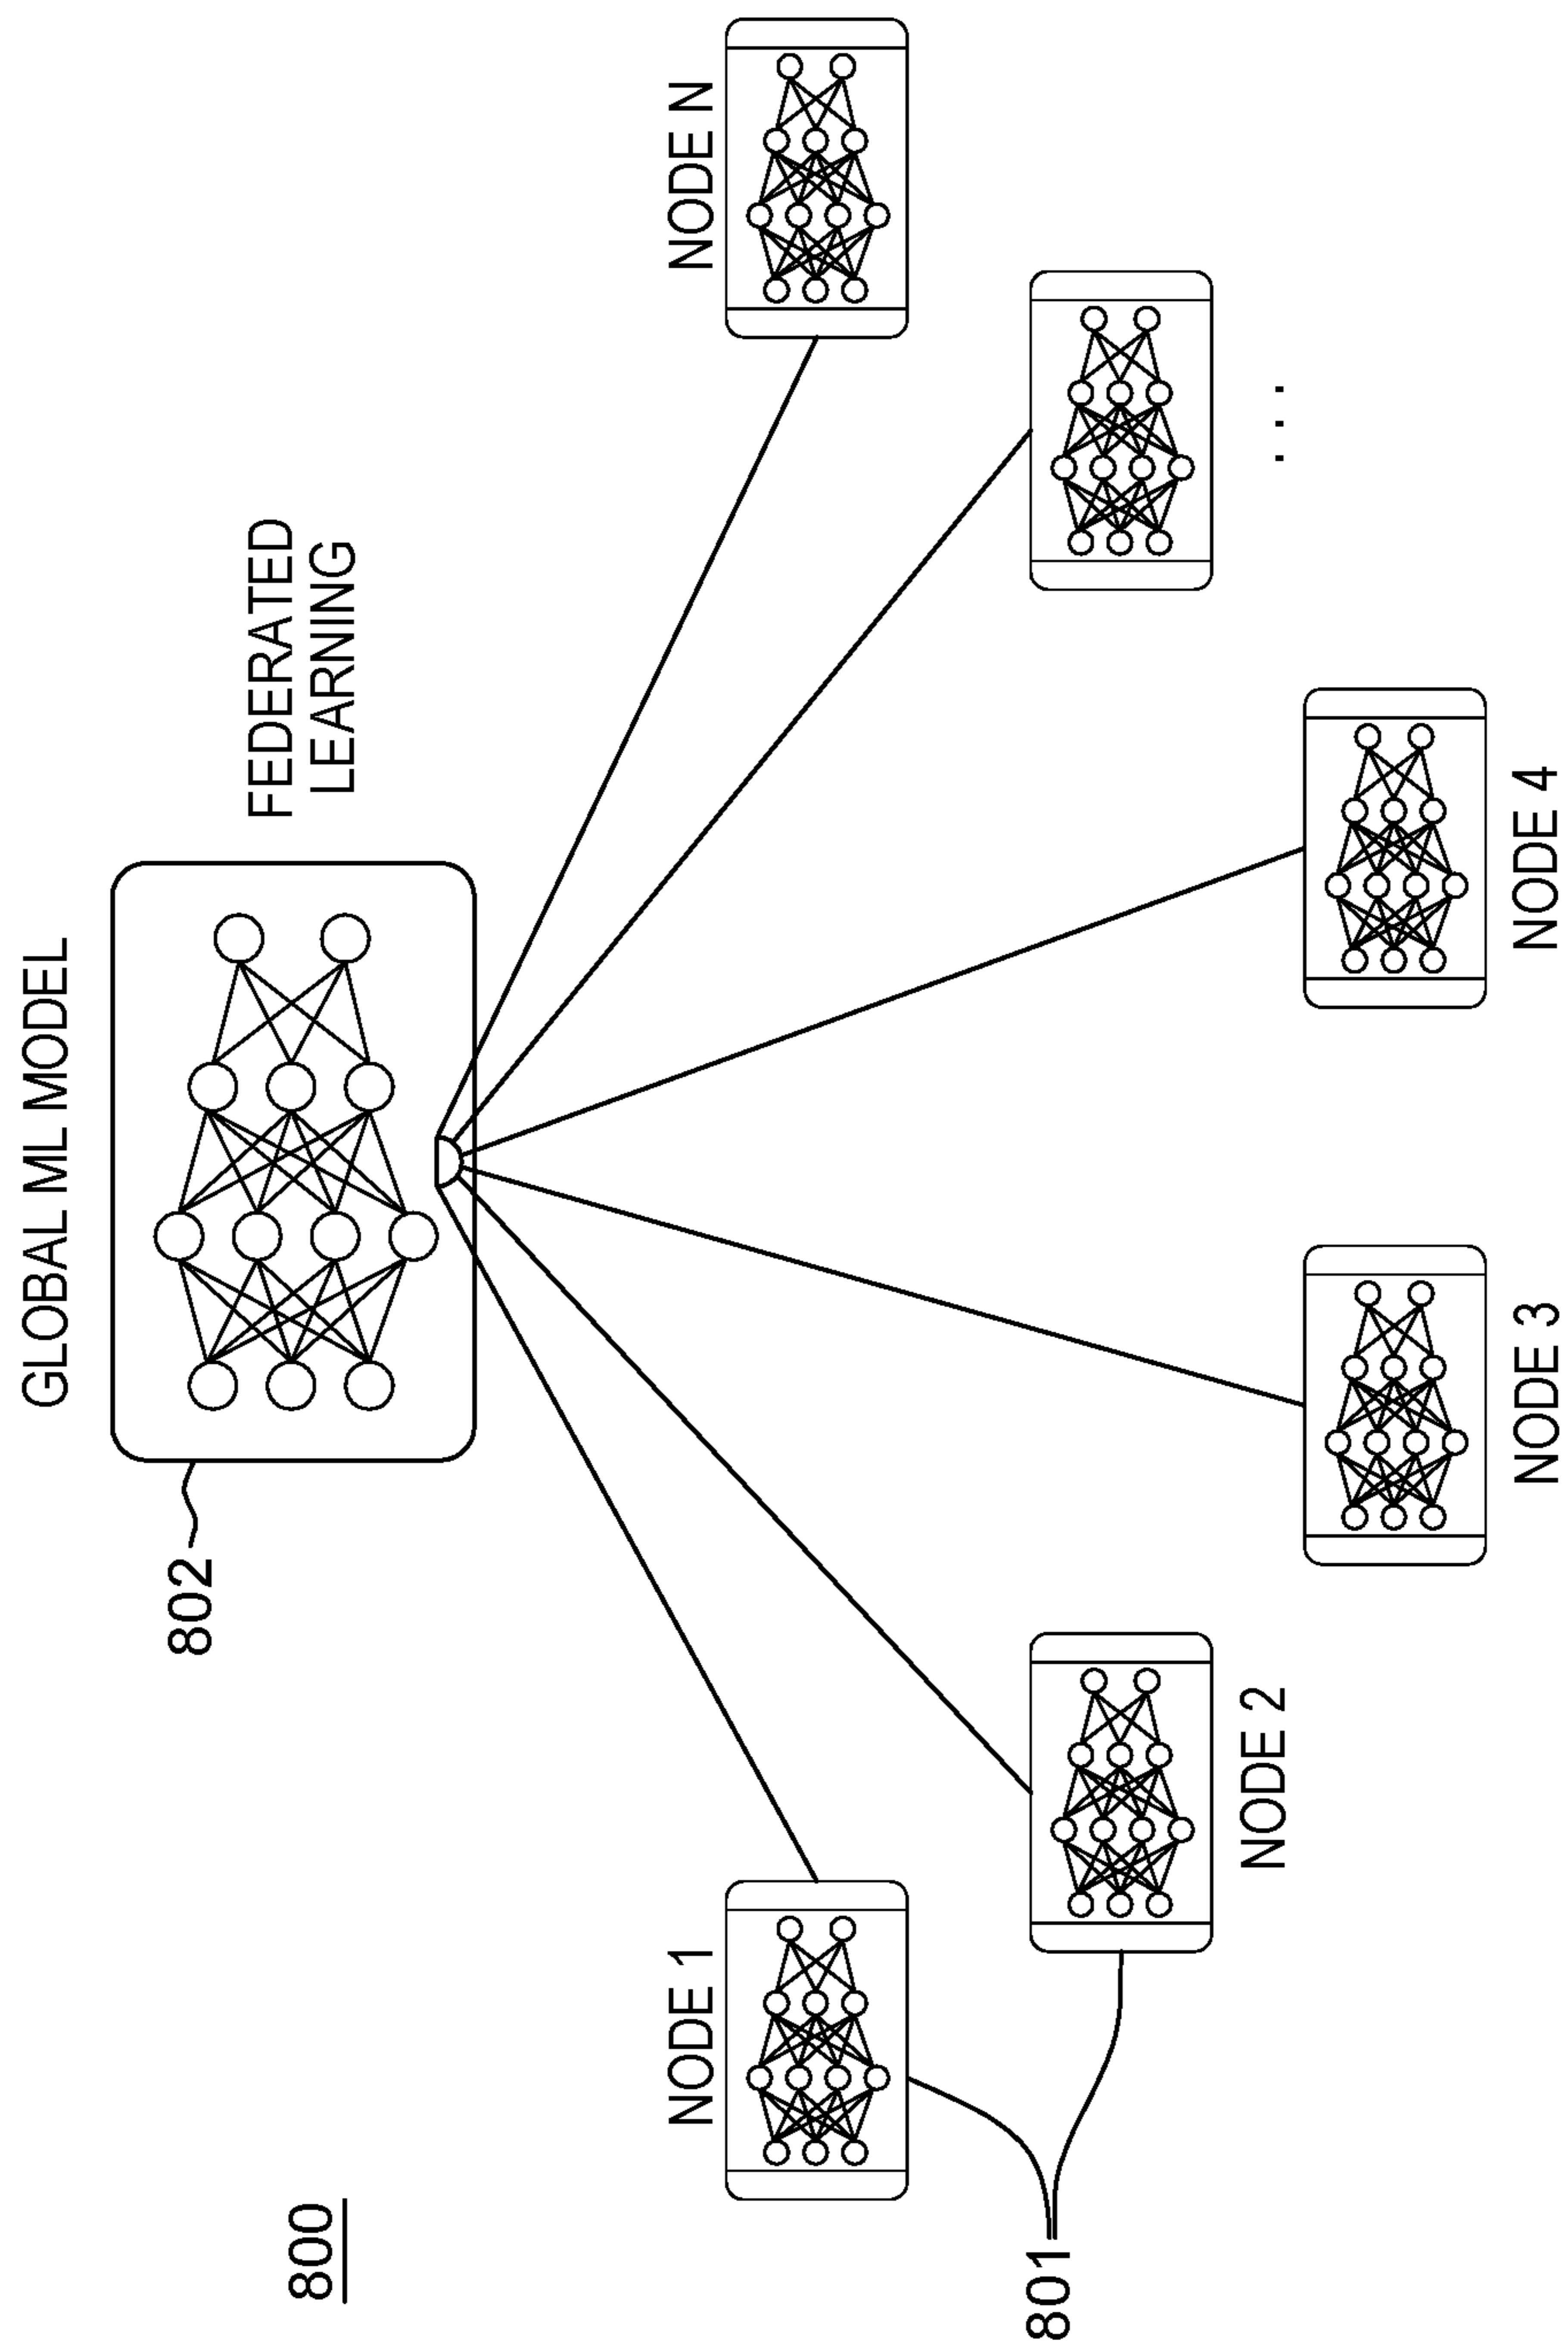 800
GLOBAL ML MODEL
802
FEDERATED
LEARNING
NODE 1
NODE N
801
NODE 2
...
NODE 3
NODE 4